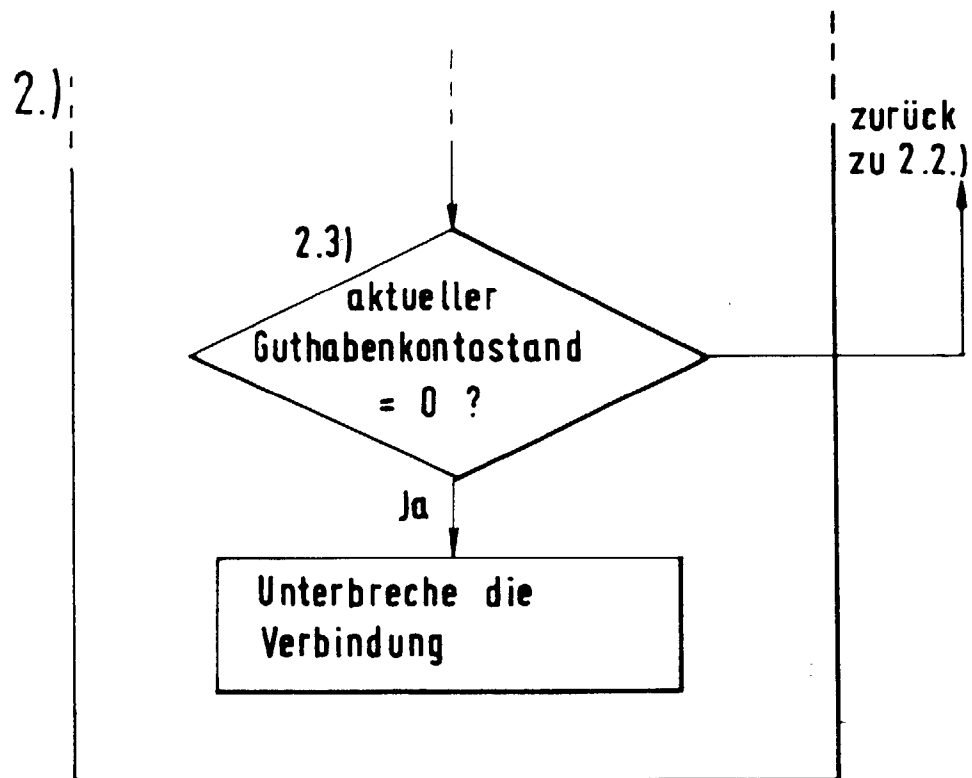 2.)
zurück
zu 2.2.)
2.3)
aktueller
Guthabenkontostand
= 0 ?
Ja
Unterbreche die
Verbindung